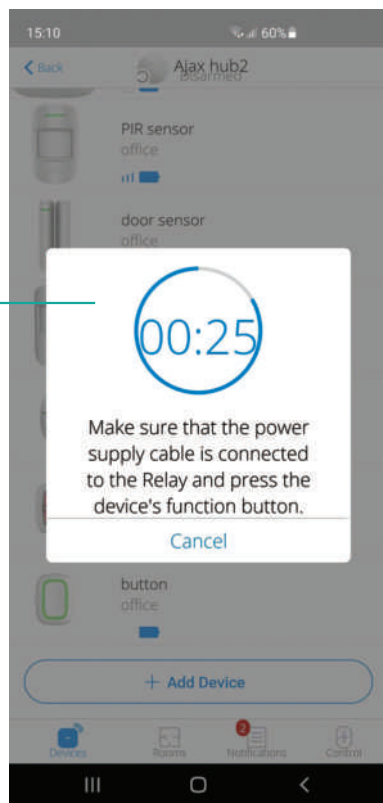 15:10
60%
Back
Ajax hub2
Disarmed
PIR sensor
office
door sensor
office
00:25
Make sure that the power
supply cable is connected
to the Relay and press the
device's function button.
Cancel
button
office
+ Add Device
2
Devices
Rooms
Notifications
Control